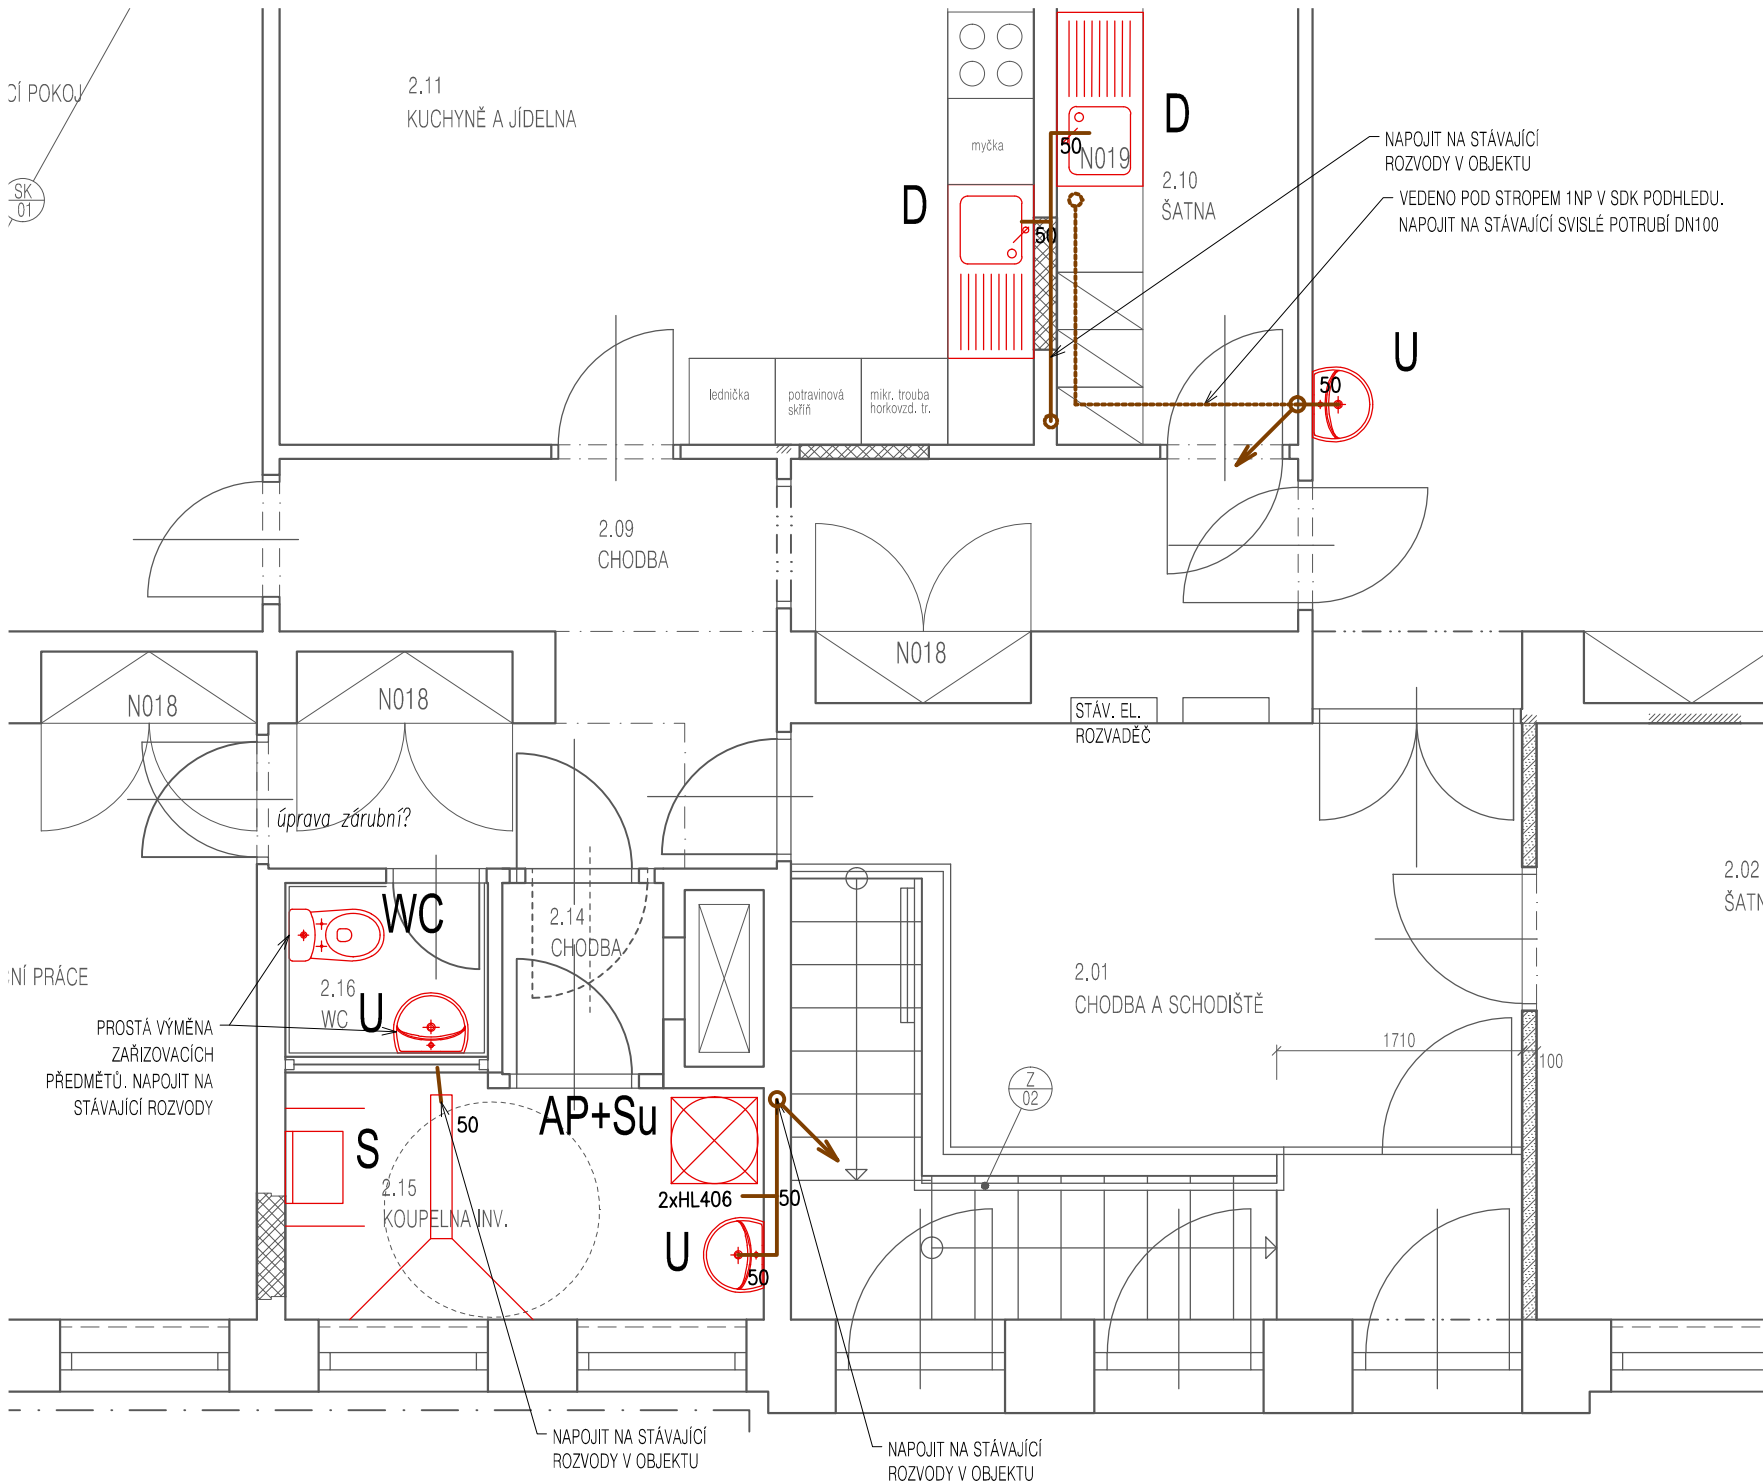 CÍ POKOJ
SK
01
2.11
KUCHYNĚ A JÍDELNA
myčka
D
50
N019
D
2.10
ŠATNA
D
50
NAPOJIT NA STÁVAJÍCÍ
ROZVODY V OBJEKTU
VEDENO POD STROPEM 1NP V SDK PODHLEDU.
NAPOJIT NA STÁVAJÍCÍ SVISLÉ POTRUBÍ DN100
U
50
lednička
potravinová
skříň
mikr. trouba
horkovzd. tr.
2.09
CHODBA
N018
N018
N018
STÁV. EL.
ROZVADĚČ
úprava zárubní?
WC
2.14
CHODBA
2.16
WC
U
NÍ PRÁCE
PROSTÁ VÝMĚNA
ZAŘIZOVACÍCH
PŘEDMĚTŮ. NAPOJIT NA
STÁVAJÍCÍ ROZVODY
2.01
CHODBA A SCHODIŠTĚ
2.02
ŠATN
1710
100
Z
02
50
AP+Su
S
2.15
KOUPELNA INV.
2xHL406
50
U
50
NAPOJIT NA STÁVAJÍCÍ
ROZVODY V OBJEKTU
NAPOJIT NA STÁVAJÍCÍ
ROZVODY V OBJEKTU